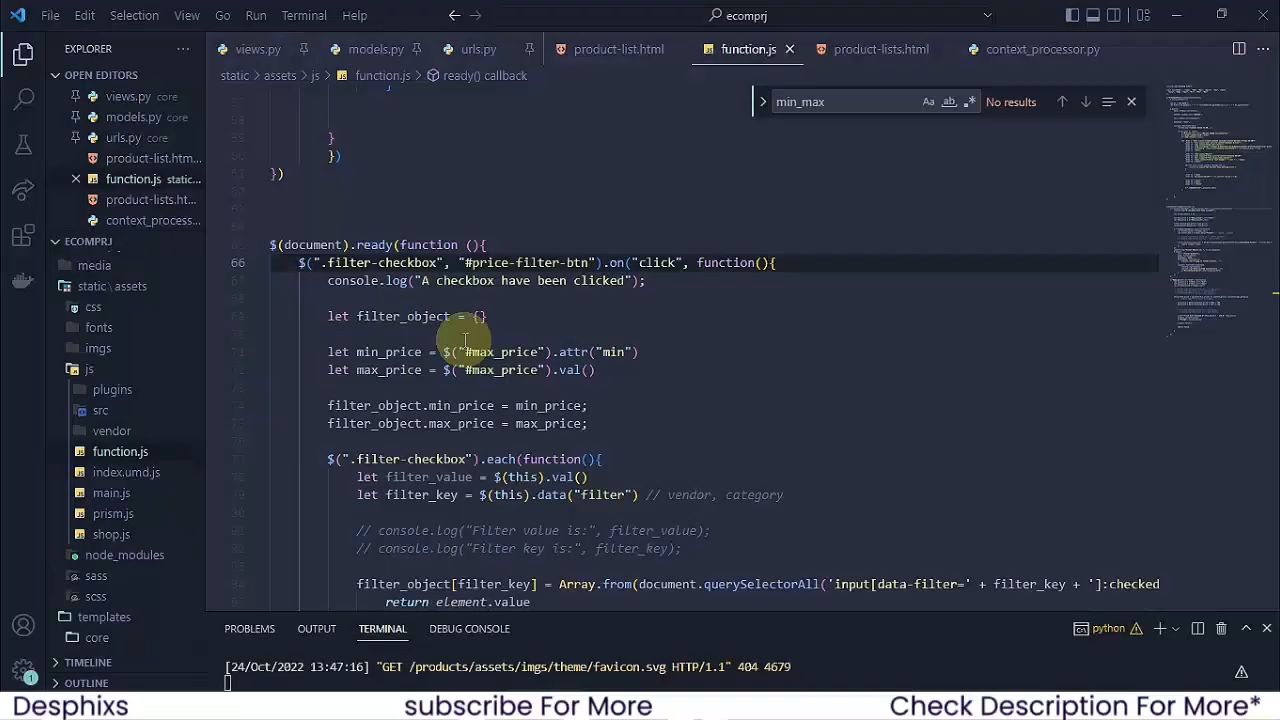 File Edit Selection View Go Run Terminal Help
ecomprj
EXPLORER
views.py
models.py
urls.py
product-list.html
function.js
product-lists.html
context_processor.py
OPEN EDITORS
static > assets > js > function.js > ready() callback
views.py core
models.py core
urls.py core
product-list.htm...
function.js static...
product-lists.ht...
context_process...
min_max
ab
No results
})
})
$(document).ready(function (){
$(".filter-checkbox", "#price-filter-btn").on("click", function(){
console.log("A checkbox have been clicked");
let filter_object = {}
let min_price = $("#max_price").attr("min")
let max_price = $("#max_price").val()
filter_object.min_price = min_price;
filter_object.max_price = max_price;
$(".filter-checkbox").each(function(){
let filter_value = $(this).val()
let filter_key = $(this).data("filter") // vendor, category
// console.log("Filter value is:", filter_value);
// console.log("Filter key is:", filter_key);
filter_object[filter_key] = Array.from(document.querySelectorAll('input[data-filter=' + filter_key + ']:checked
return element.value
ECOMPRJ
media
static \ assets
css
fonts
imgs
js
plugins
src
vendor
function.js
index.umd.js
main.js
prism.js
shop.js
node_modules
sass
scss
templates
core
TIMELINE
OUTLINE
PROBLEMS OUTPUT TERMINAL DEBUG CONSOLE
python
[24/Oct/2022 13:47:16] "GET /products/assets/imgs/theme/favicon.svg HTTP/1.1" 404 4679
1
Desphixs
subscribe For More
Check Description For More*